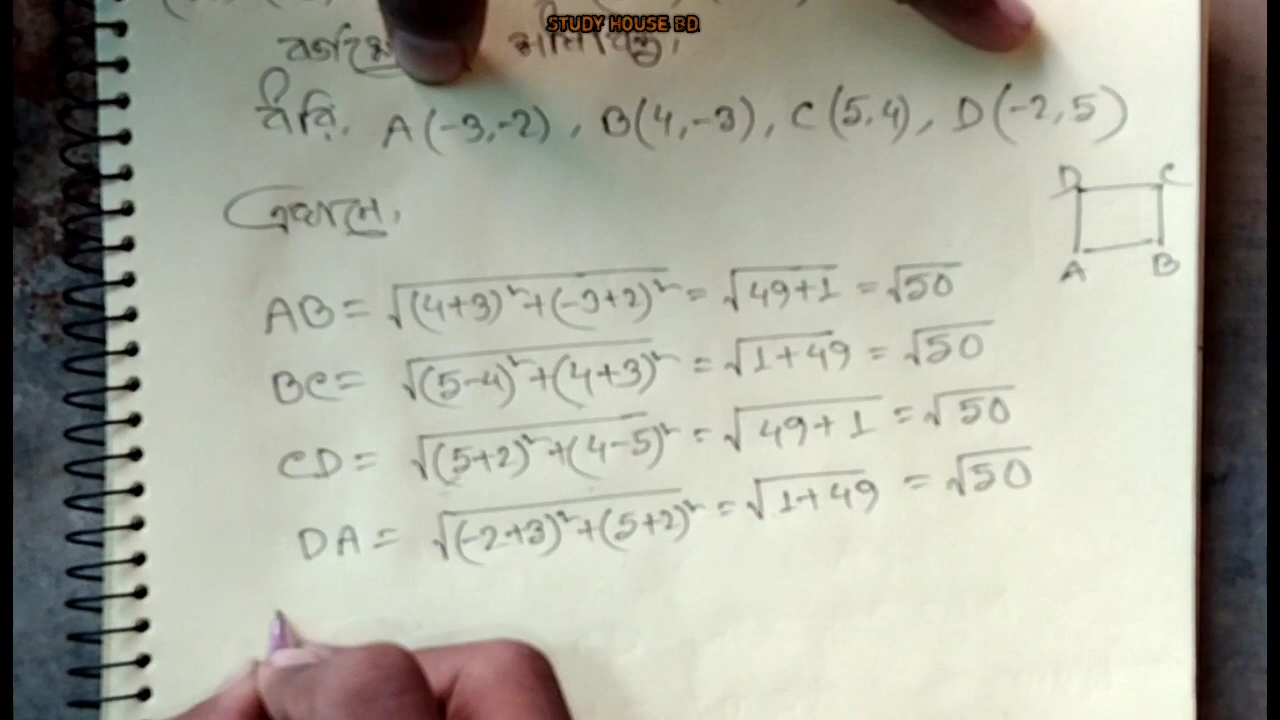 STUDY HOUSE BD
ধরি, A(-3,-2), B(4,-3), C(5,4), D(-2,5)
D C
এখানে,
A B
AB = √(4+3)²+(-3+2)² = √49+1 = √50
BC = √(5-4)²+(4+3)² = √1+49 = √50
CD = √(5+2)²+(4-5)² = √49+1 = √50
DA = √(-2+3)²+(5+2)² = √1+49 = √50